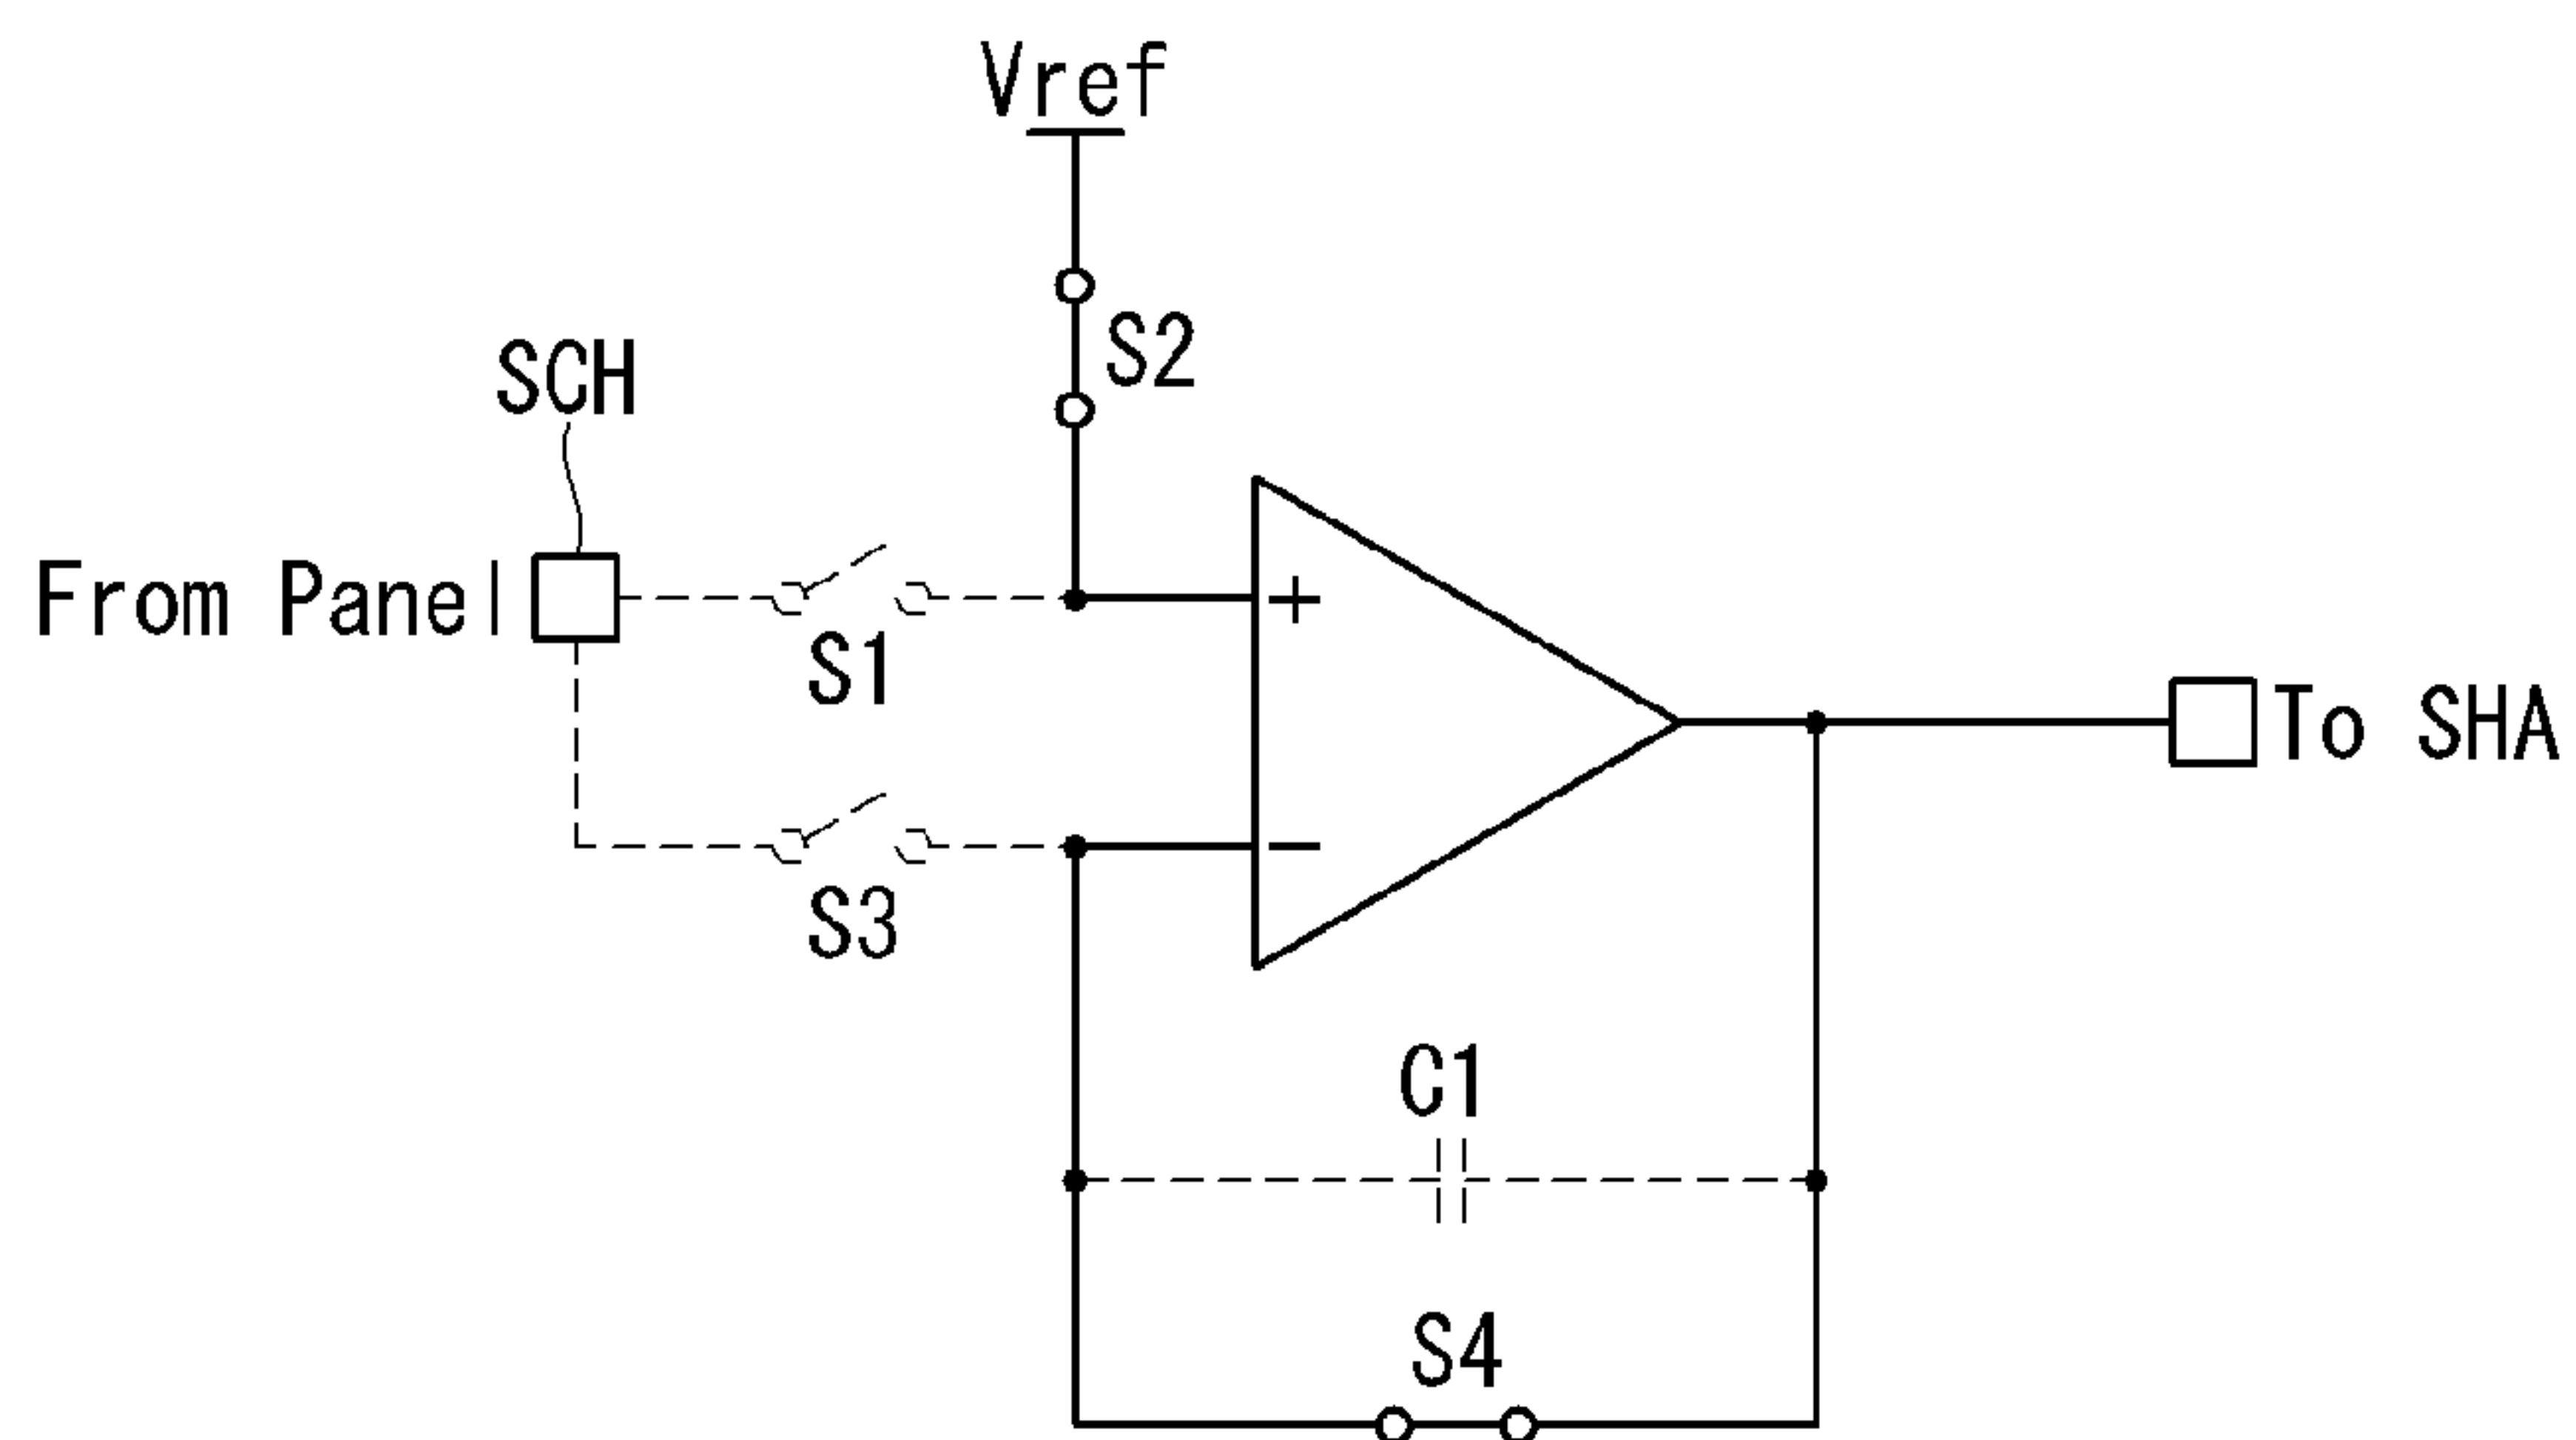 Vref
S2
SCH
From Panel
+
S1
To SHA
−
S3
C1
S4